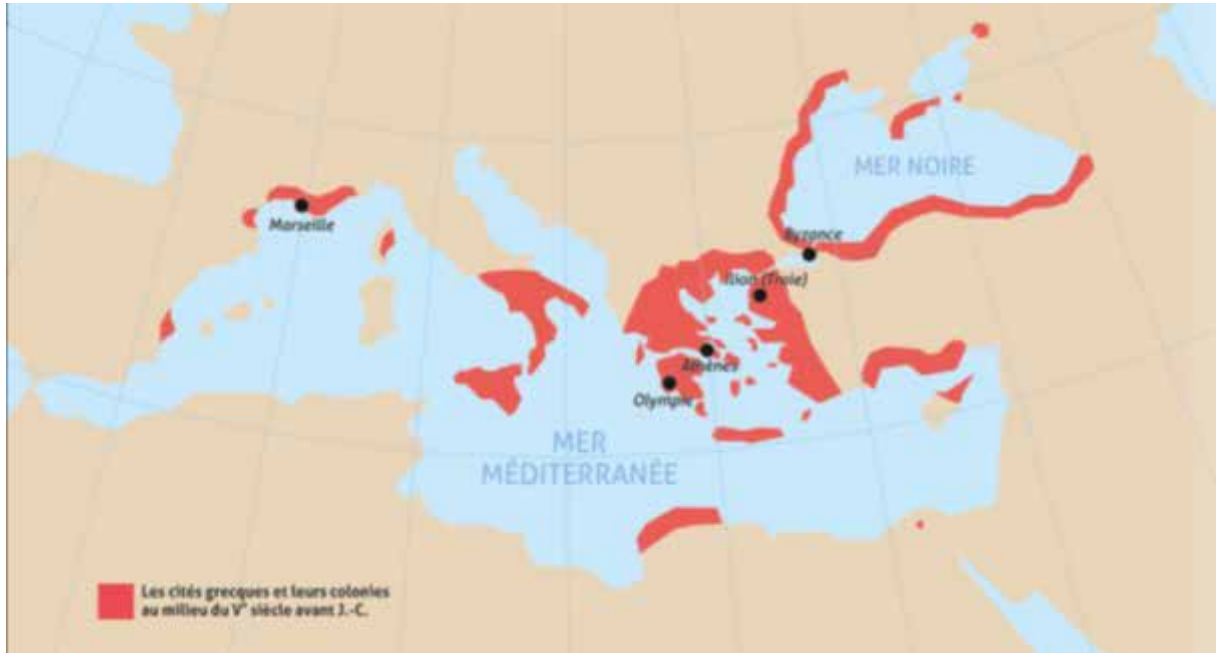 MER NOIRE
Marseille
Byzance
Ilion (Troie)
Athènes
Olympie
MER
MÉDITERRANÉE
Les cités grecques et leurs colonies
au milieu du Vᵉ siècle avant J.-C.